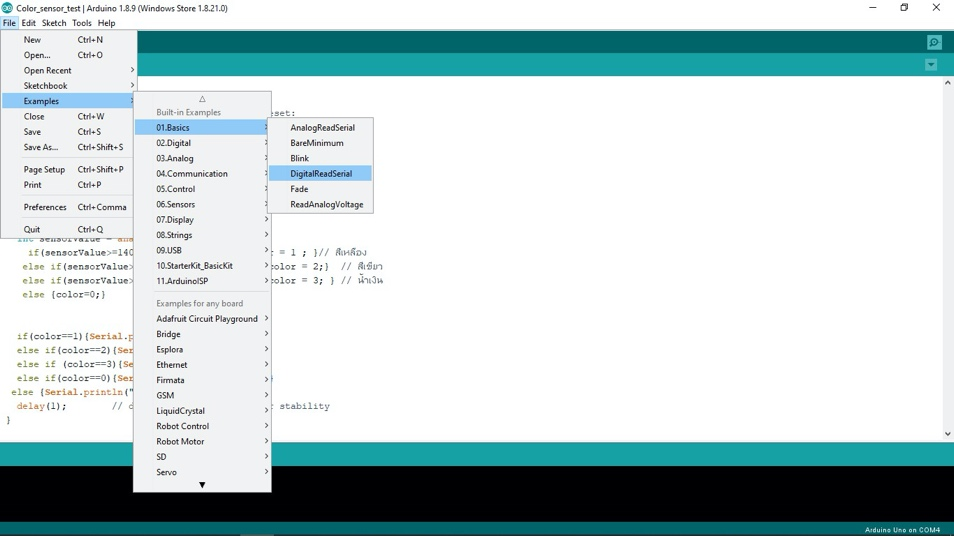 Color_sensor_test | Arduino 1.8.9 (Windows Store 1.8.21.0)
File Edit Sketch Tools Help
New Ctrl+N
Open... Ctrl+O
Open Recent
Sketchbook
Examples
Close Ctrl+W
Save Ctrl+S
Save As... Ctrl+Shift+S
Page Setup Ctrl+Shift+P
Print Ctrl+P
Preferences Ctrl+Comma
Quit Ctrl+Q
Built-in Examples
01.Basics
02.Digital
03.Analog
04.Communication
05.Control
06.Sensors
07.Display
08.Strings
09.USB
10.StarterKit_BasicKit
11.ArduinoISP
Examples for any board
Adafruit Circuit Playground
Bridge
Esplora
Ethernet
Firmata
GSM
LiquidCrystal
Robot Control
Robot Motor
SD
Servo
AnalogReadSerial
BareMinimum
Blink
DigitalReadSerial
Fade
ReadAnalogVoltage
eset:
int sensorValue = ana
if(sensorValue>=140 r = 1 ; }// สีเหลือง
else if(sensorValue> color = 2;} // สีเขียว
else if(sensorValue> color = 3; } // น้ำเงิน
else {color=0;}
if(color==1){Serial.p
else if(color==2){Ser
else if (color==3){Se
else if(color==0){Ser }
else {Serial.println("
delay(1); // d r stability
}
Arduino Uno on COM4